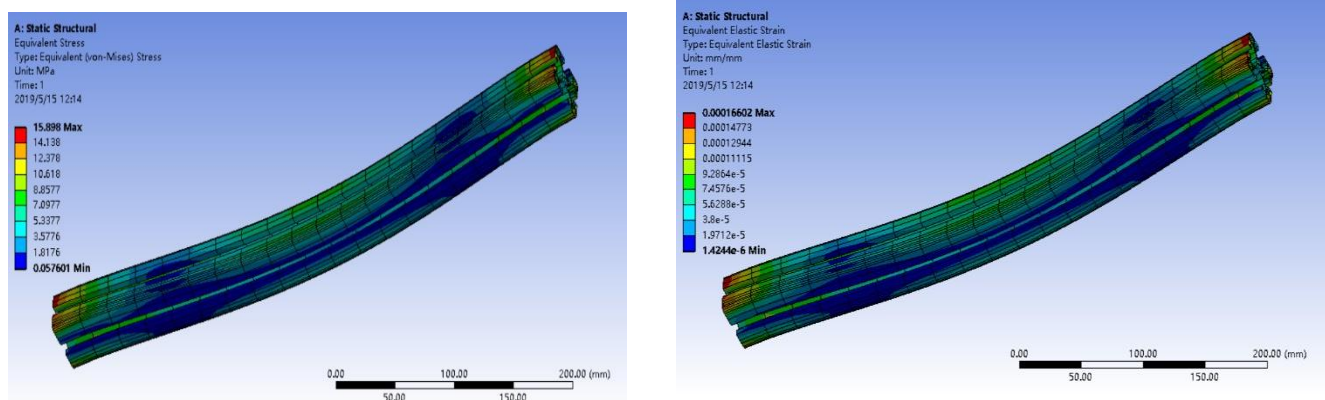 A: Static Structural
Equivalent Stress
Type: Equivalent (von-Mises) Stress
Unit: MPa
Time: 1
2019/5/15 12:14
15.898 Max
14.138
12.378
10.618
8.8577
7.0977
5.3377
3.5776
1.8176
0.057601 Min
0.00 100.00 200.00 (mm)
50.00 150.00
A: Static Structural
Equivalent Elastic Strain
Type: Equivalent Elastic Strain
Unit: mm/mm
Time: 1
2019/5/15 12:14
0.00016602 Max
0.00014773
0.00012944
0.00011115
9.2864e-5
7.4576e-5
5.6288e-5
3.8e-5
1.9712e-5
1.4244e-6 Min
0.00 100.00 200.00 (mm)
50.00 150.00